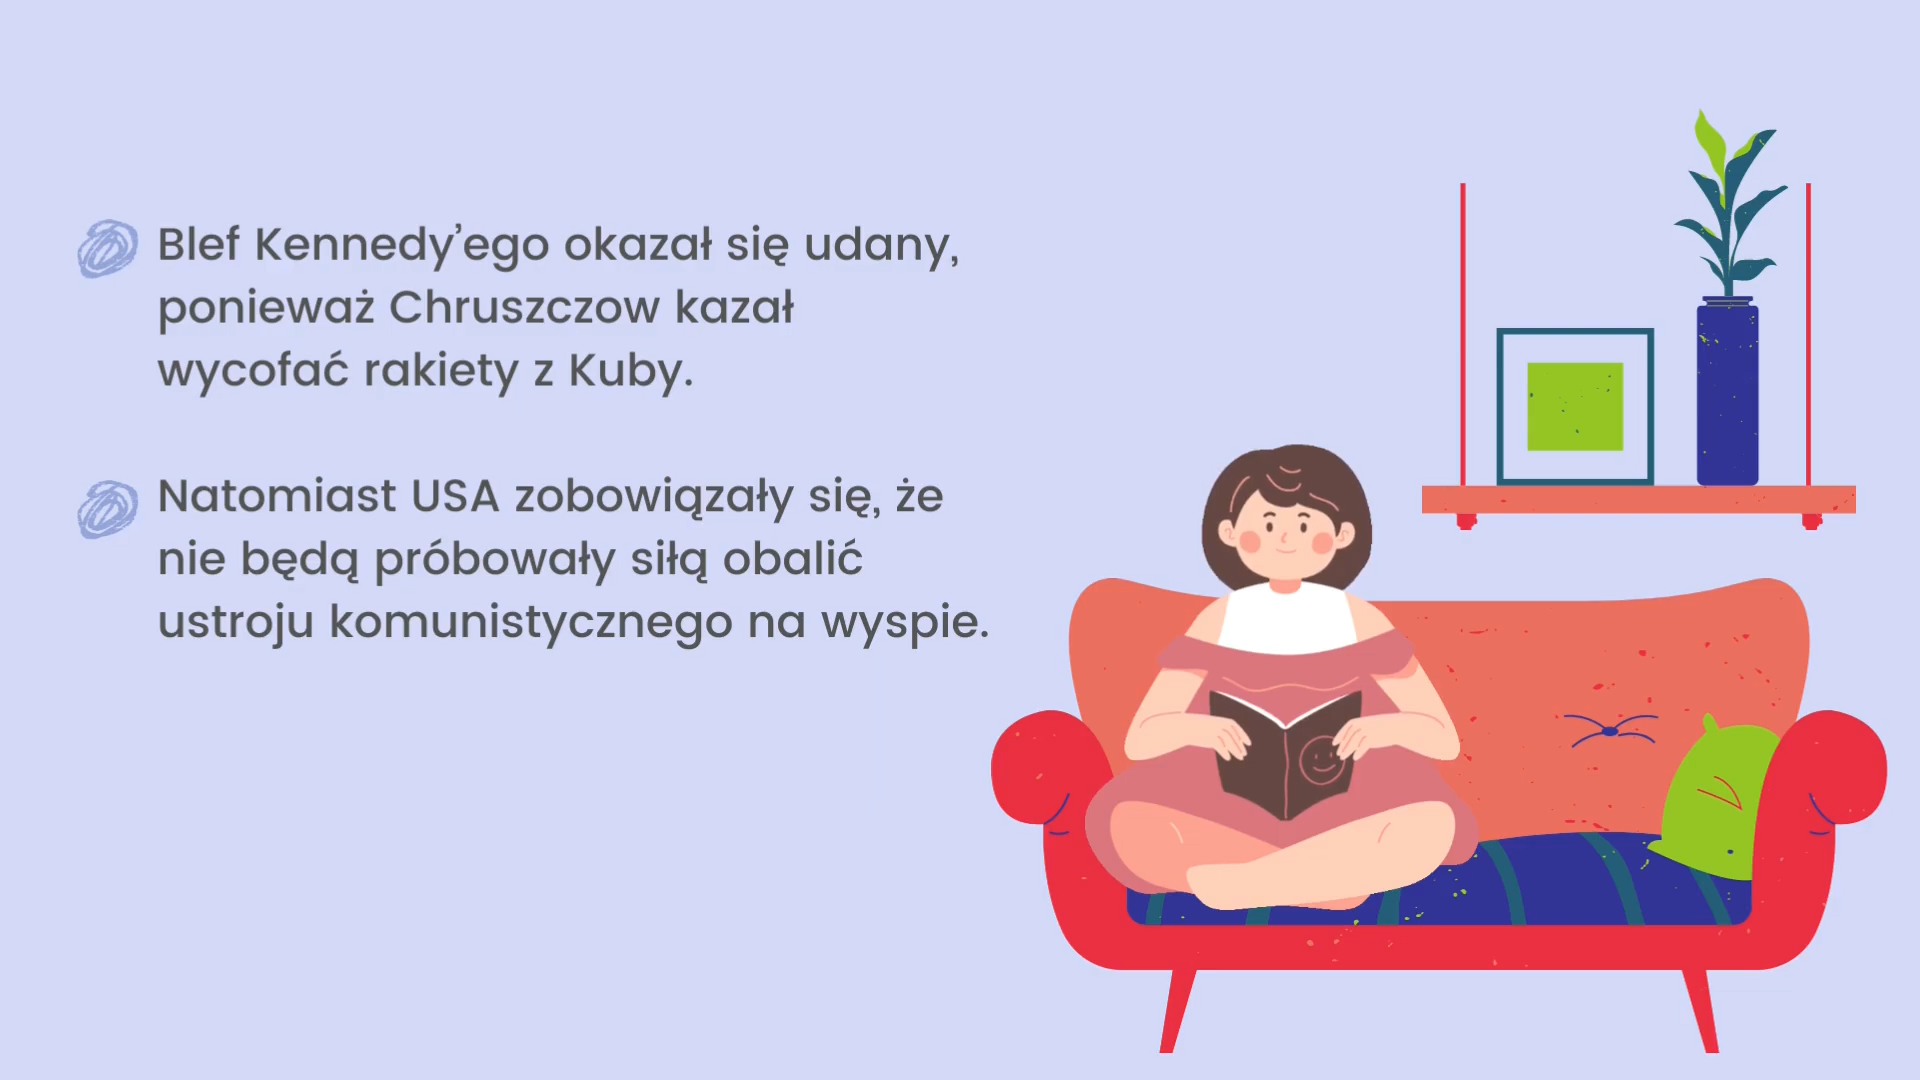 Blef Kennedy’ego okazał się udany,
ponieważ Chruszczow kazał
wycofać rakiety z Kuby.
Natomiast USA zobowiązały się, że
nie będą próbowały siłą obalić
ustroju komunistycznego na wyspie.